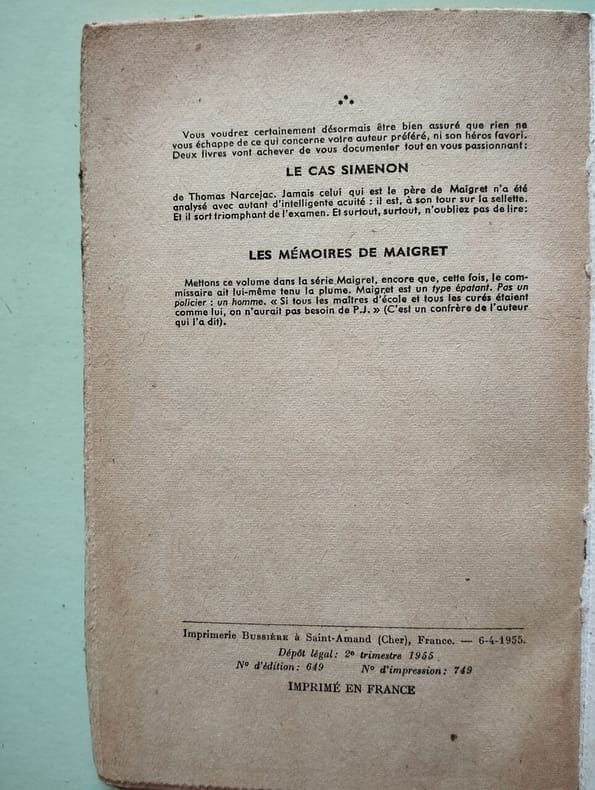 Vous voudrez certainement désormais être bien assuré que rien ne
vous échappe de ce qui concerne votre auteur préféré, ni son héros favori.
Deux livres vont achever de vous documenter tout en vous passionnant:
LE CAS SIMENON
de Thomas Narcejac. Jamais celui qui est le père de Maigret n'a été
analysé avec autant d'intelligente acuité : il est, à son tour sur la sellette.
Et il sort triomphant de l'examen. Et surtout, surtout, n'oubliez pas de lire:
LES MÉMOIRES DE MAIGRET
Mettons ce volume dans la série Maigret, encore que, cette fois, le com-
missaire ait lui-même tenu la plume. Maigret est un type épatant. Pas un
policier : un homme. « Si tous les maîtres d'école et tous les curés étaient
comme lui, on n'aurait pas besoin de P.J. » (C'est un confrère de l'auteur
qui l'a dit).
Imprimerie BUSSIÈRE à Saint-Amand (Cher), France. — 6-4-1955.
Dépôt légal: 2e trimestre 1955
N° d'édition: 649 N° d'impression: 749
IMPRIMÉ EN FRANCE